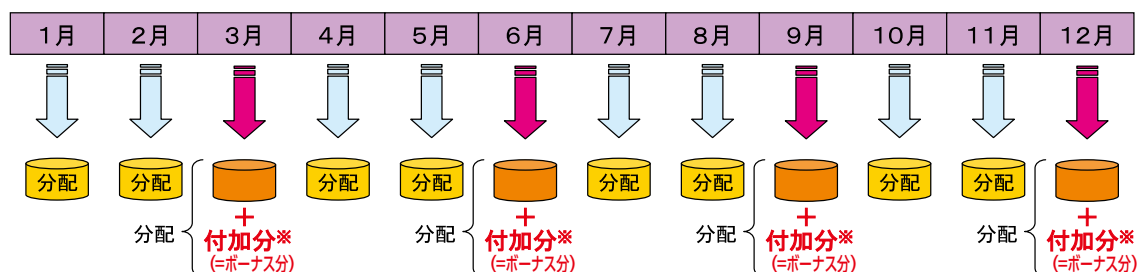 1月 2月 3月 4月 5月 6月 7月 8月 9月 10月 11月 12月
分配 分配 分配 分配 分配 分配 分配 分配
+ + + +
分配 付加分※ 分配 付加分※ 分配 付加分※ 分配 付加分※
(=ボーナス分) (=ボーナス分) (=ボーナス分) (=ボーナス分)